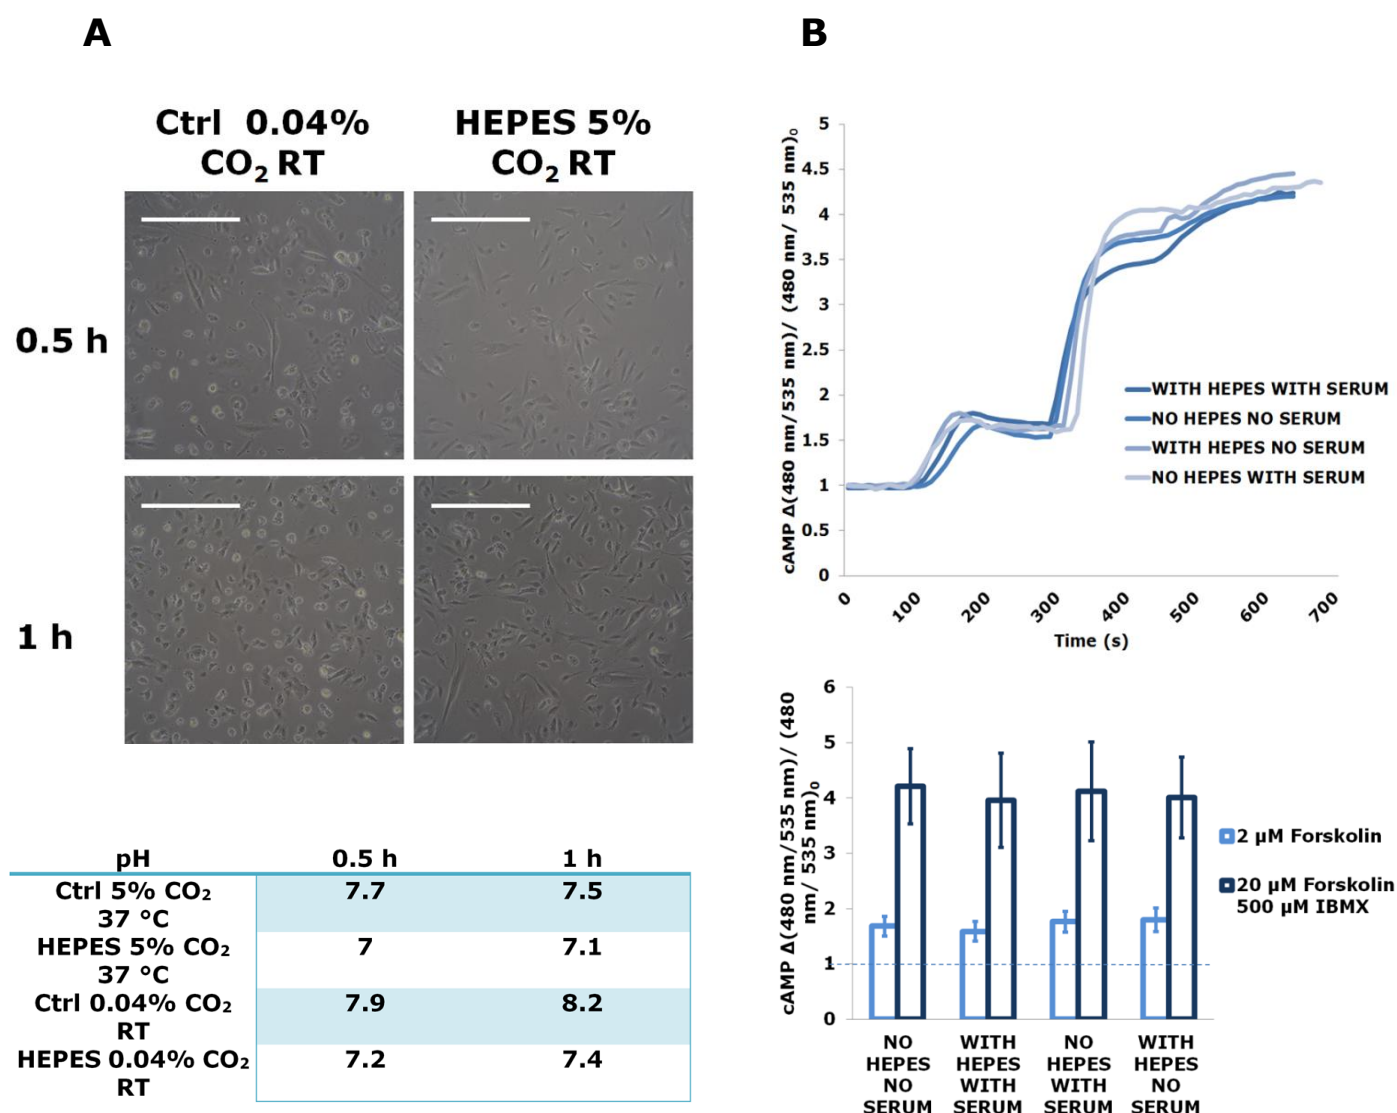 A
Ctrl 0.04%
CO₂ RT
HEPES 5%
CO₂ RT
0.5 h
1 h
pH 0.5 h 1 h
Ctrl 5% CO₂
37 °C
7.7 7.5
HEPES 5% CO₂
37 °C
7 7.1
Ctrl 0.04% CO₂
RT
7.9 8.2
HEPES 0.04% CO₂
RT
7.2 7.4
B
cAMP Δ(480 nm/535 nm)/ (480 nm/ 535 nm)₀
5
4.5
4
3.5
3
2.5
2
1.5
1
0.5
0
0 100 200 300 400 500 600 700
Time (s)
WITH HEPES WITH SERUM
NO HEPES NO SERUM
WITH HEPES NO SERUM
NO HEPES WITH SERUM
cAMP Δ(480 nm/535 nm)/ (480
nm/ 535 nm)₀
6
5
4
3
2
1
0
2 µM Forskolin
20 µM Forskolin
500 µM IBMX
NO
HEPES
NO
SERUM
WITH
HEPES
WITH
SERUM
NO
HEPES
WITH
SERUM
WITH
HEPES
NO
SERUM